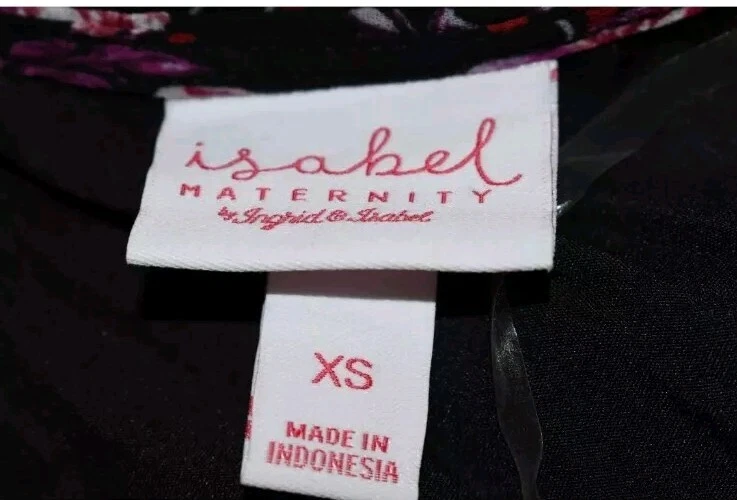 isabel
MATERNITY
by Ingrid & Isabel
XS
MADE IN
INDONESIA